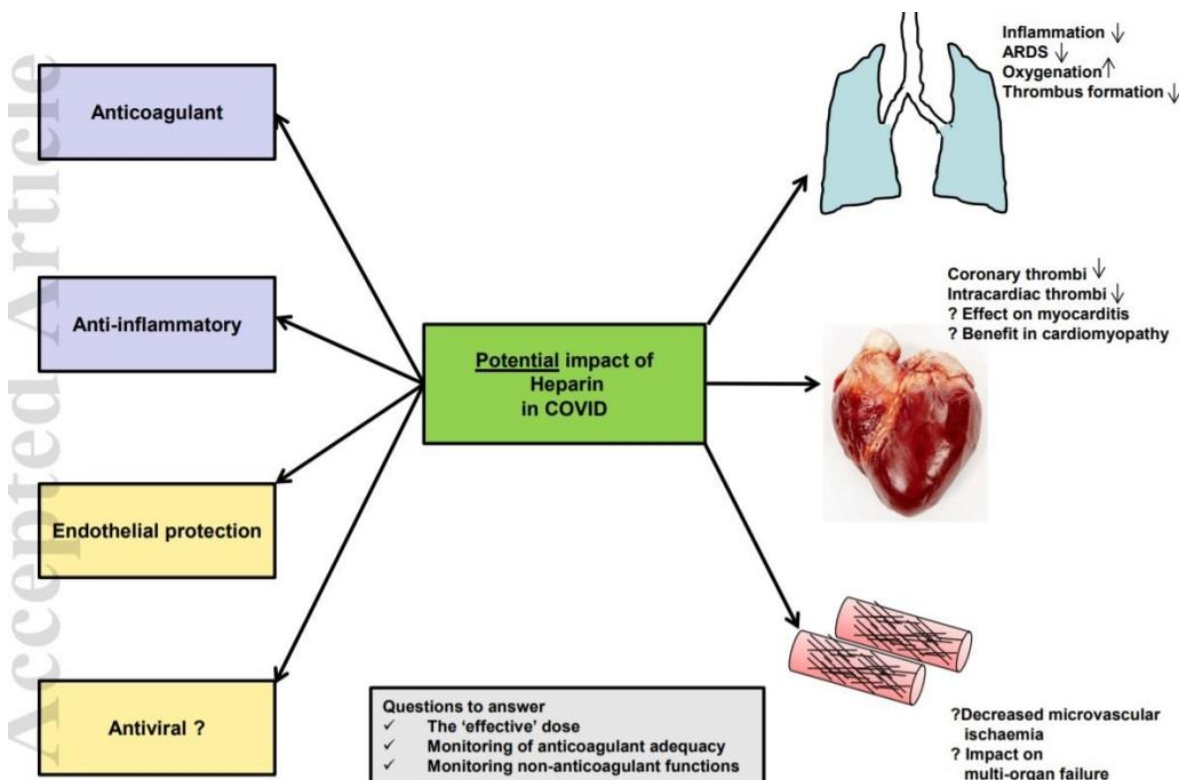 Accepted Article
Anticoagulant
Anti-inflammatory
Endothelial protection
Antiviral ?
Potential impact of
Heparin
in COVID
Inflammation ↓
ARDS ↓
Oxygenation↑
Thrombus formation ↓
Coronary thrombi ↓
Intracardiac thrombi ↓
? Effect on myocarditis
? Benefit in cardiomyopathy
?Decreased microvascular
ischaemia
? Impact on
multi-organ failure
Questions to answer
✓ The ‘effective’ dose
✓ Monitoring of anticoagulant adequacy
✓ Monitoring non-anticoagulant functions